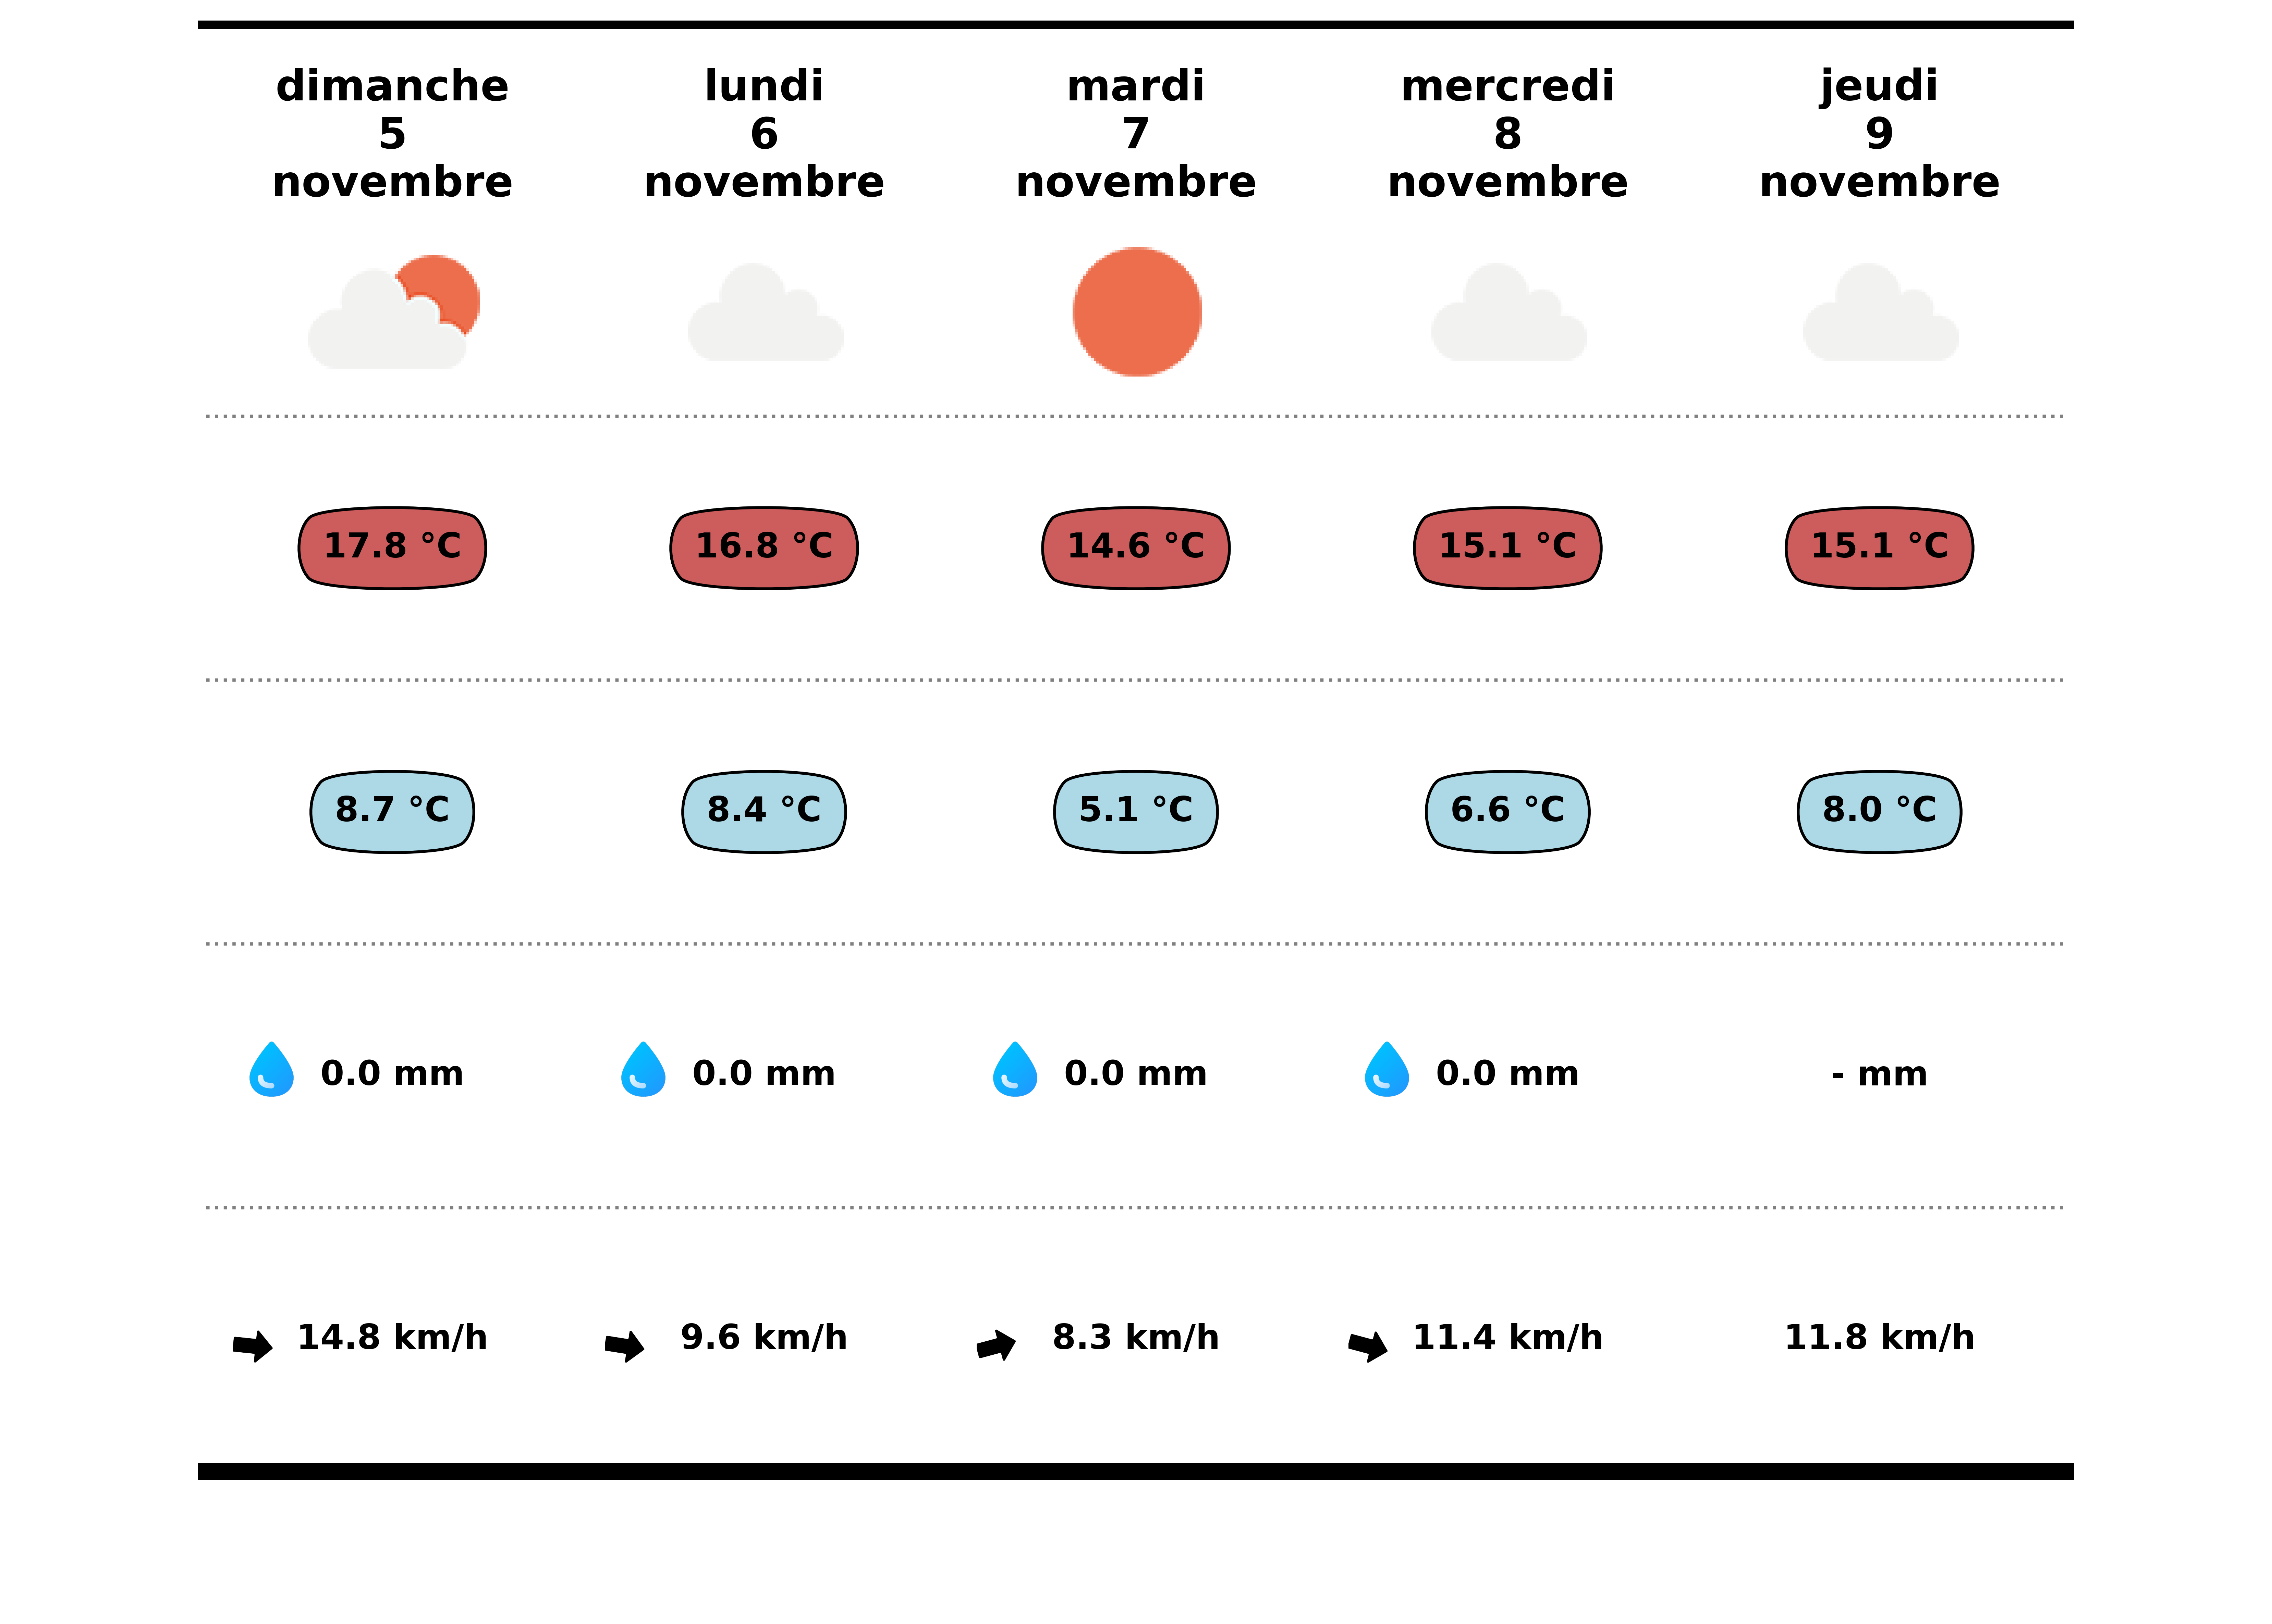 dimanche
5
novembre
lundi
6
novembre
mardi
7
novembre
mercredi
8
novembre
jeudi
9
novembre
17.8 °C
16.8 °C
14.6 °C
15.1 °C
15.1 °C
8.7 °C
8.4 °C
5.1 °C
6.6 °C
8.0 °C
0.0 mm
0.0 mm
0.0 mm
0.0 mm
- mm
14.8 km/h
9.6 km/h
8.3 km/h
11.4 km/h
11.8 km/h